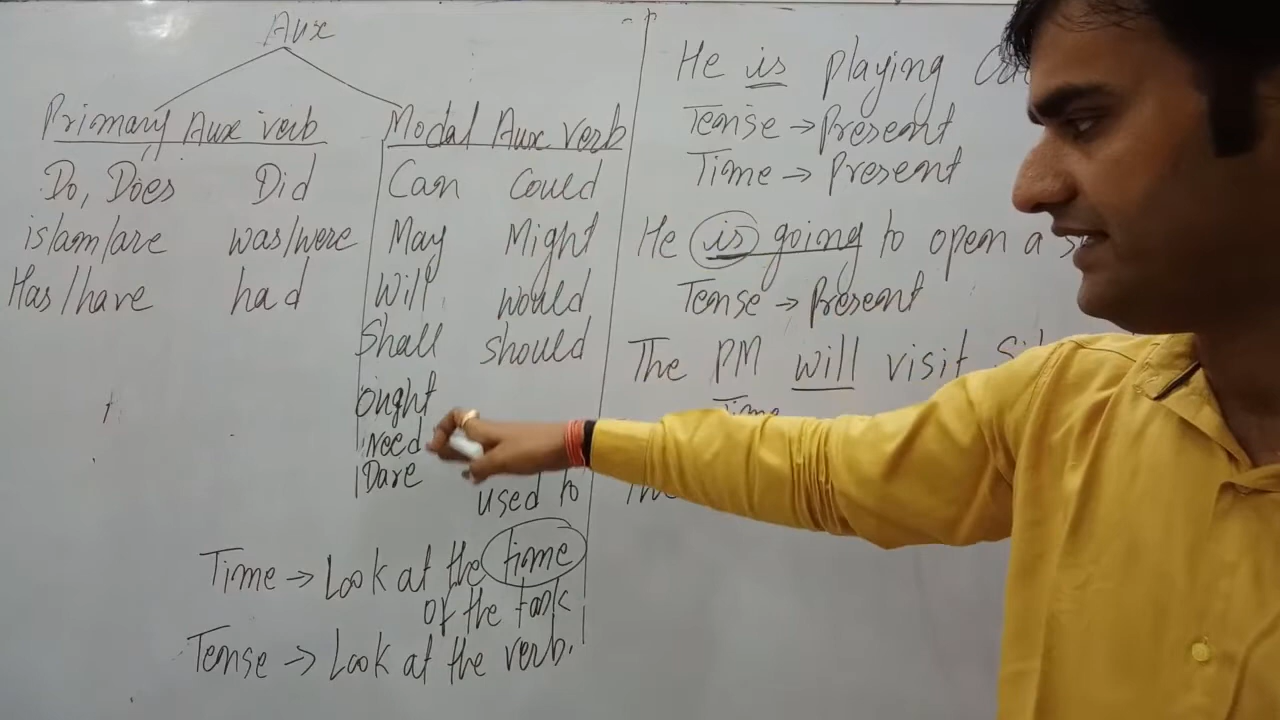 Aux
Primary Aux verb
Do, Does Did
is/am/are was/were
Has/have had
Modal Aux verb
Can Could
May Might
Will would
Shall should
ought
Need
Dare
used to
Time → Look at the time
of the task
Tense → Look at the verb.
He is playing
Tense → Present
Time → Present
He is going to open a
Tense → Present
The PM will visit
Time
The